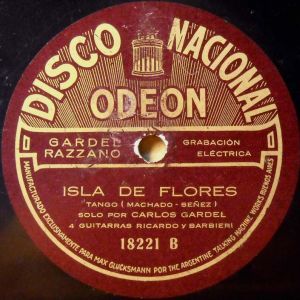 DISCO NACIONAL
ODEON
GARDEL
RAZZANO
GRABACIÓN
ELÉCTRICA
ISLA DE FLORES
TANGO (MACHADO - SEÑEZ)
SOLO POR CARLOS GARDEL
4 GUITARRAS RICARDO Y BARBIERI
18221 B
MANUFACTURADO EXCLUSIVAMENTE PARA MAX GLUCKSMANN POR THE ARGENTINE TALKING MACHINE WORKS BUENOS AIRES